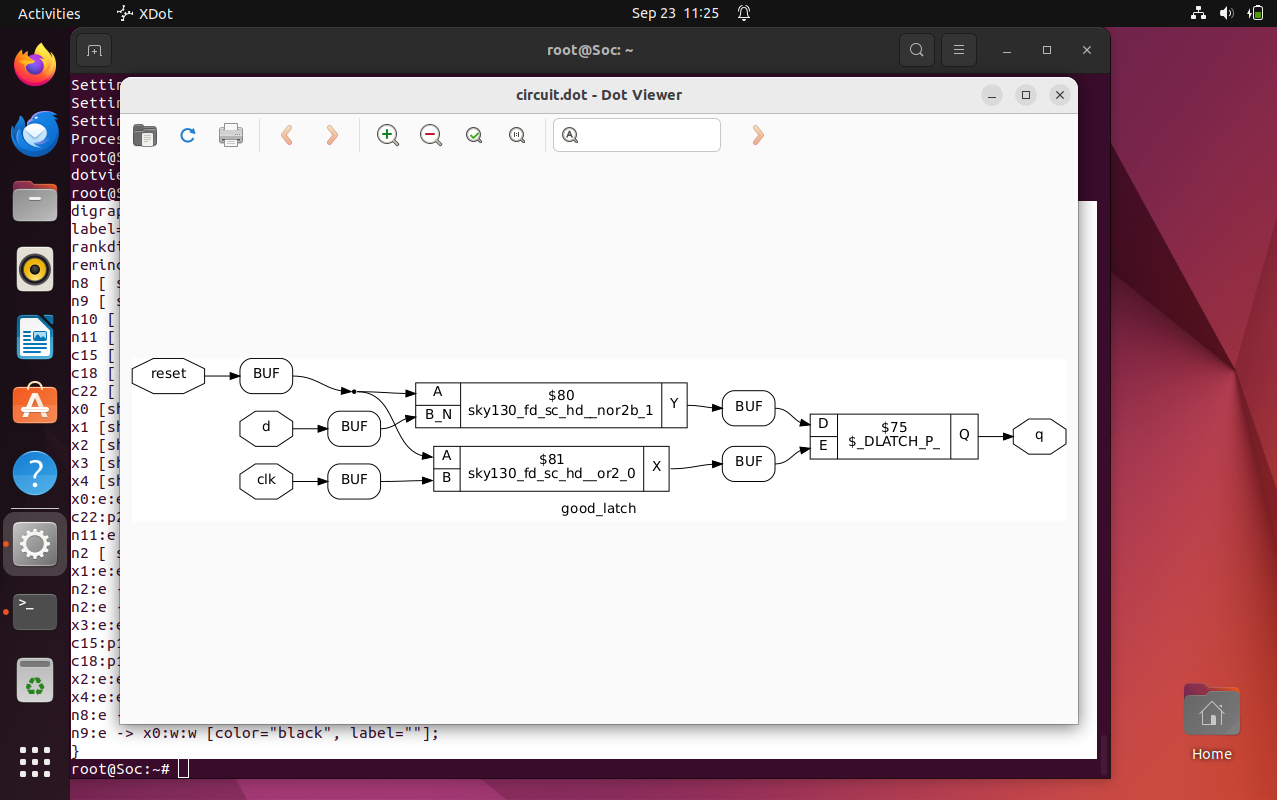 Activities
XDot
Sep 23 11:25
root@Soc: ~
Settin
Settin
Settin
Proces
root@S
dotvie
root@S
circuit.dot - Dot Viewer
digrap
label=
rankdi
reminc
n8 [ s
n9 [ s
n10 [
n11 [
c15 [
c18 [
c22 [
x0 [sh
x1 [sh
x2 [sh
x3 [sh
x4 [sh
x0:e:e
c22:p2
n11:e
n2 [ s
x1:e:e
n2:e -
n2:e -
x3:e:e
c15:p1
c18:p1
x2:e:e
x4:e:e
n8:e -
n9:e -> x0:w:w [color="black", label=""];
}
root@Soc:~#
reset
BUF
d
BUF
clk
BUF
A
B_N
$80
sky130_fd_sc_hd__nor2b_1
Y
A
B
$81
sky130_fd_sc_hd__or2_0
X
BUF
BUF
D
E
$75
$_DLATCH_P_
Q
q
good_latch
Home